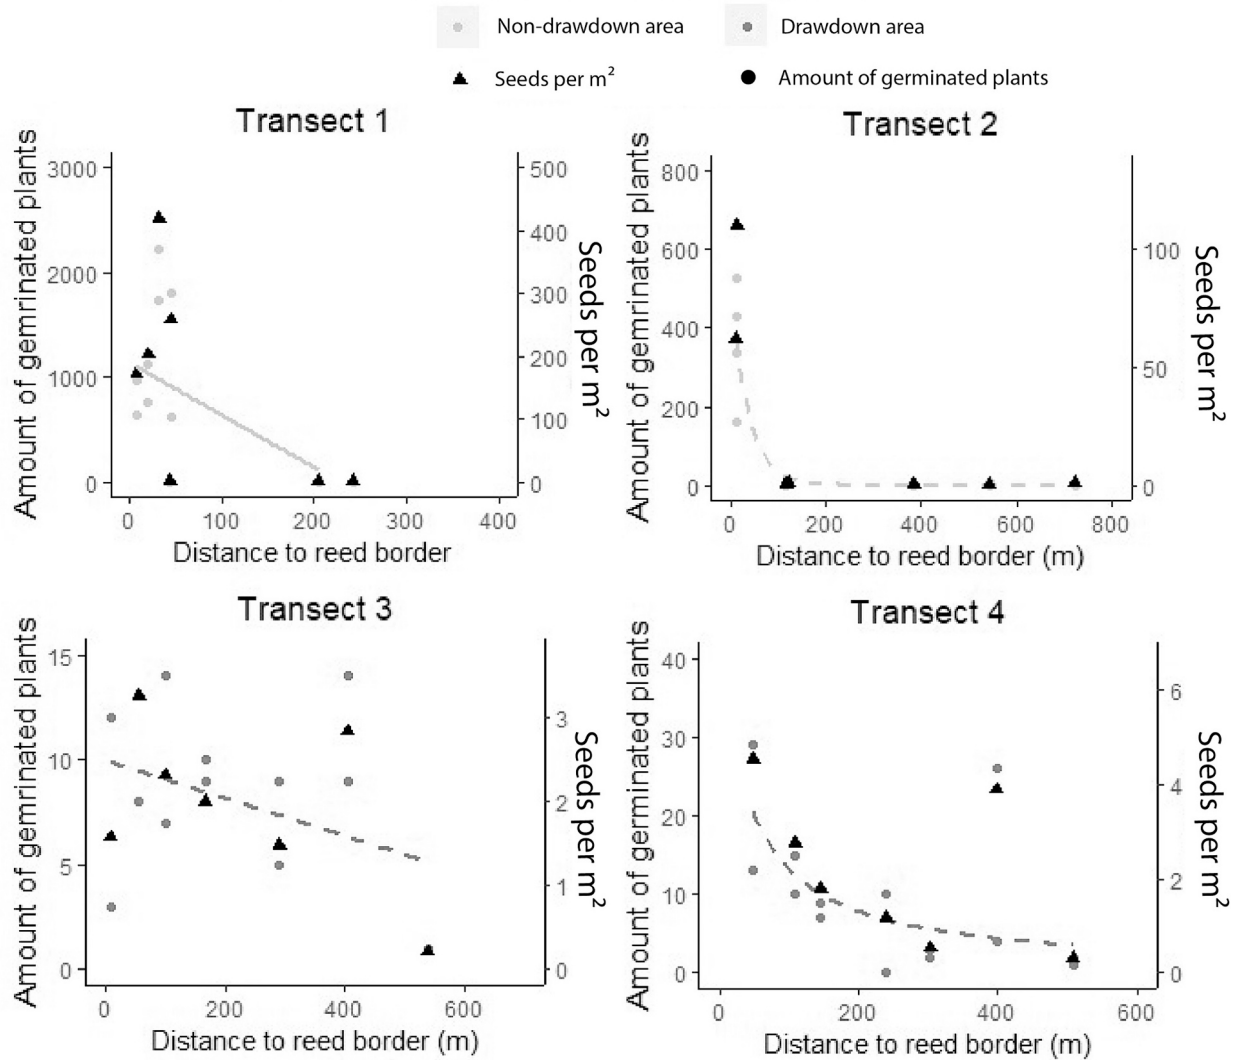 Non-drawdown area
Drawdown area
Seeds per m²
Amount of germinated plants
Transect 1
Amount of gemrinated plants
3000
2000
1000
0
500
400
300
200
100
0
Seeds per m²
0 100 200 300 400
Distance to reed border
Transect 2
Amount of gemrinated plants
800
600
400
200
0
100
50
0
Seeds per m²
0 200 400 600 800
Distance to reed border (m)
Transect 3
Amount of gemrinated plants
15
10
5
0
3
2
1
0
Seeds per m²
0 200 400 600
Distance to reed border (m)
Transect 4
Amount of gemrinated plants
40
30
20
10
0
6
4
2
0
Seeds per m²
0 200 400 600
Distance to reed border (m)